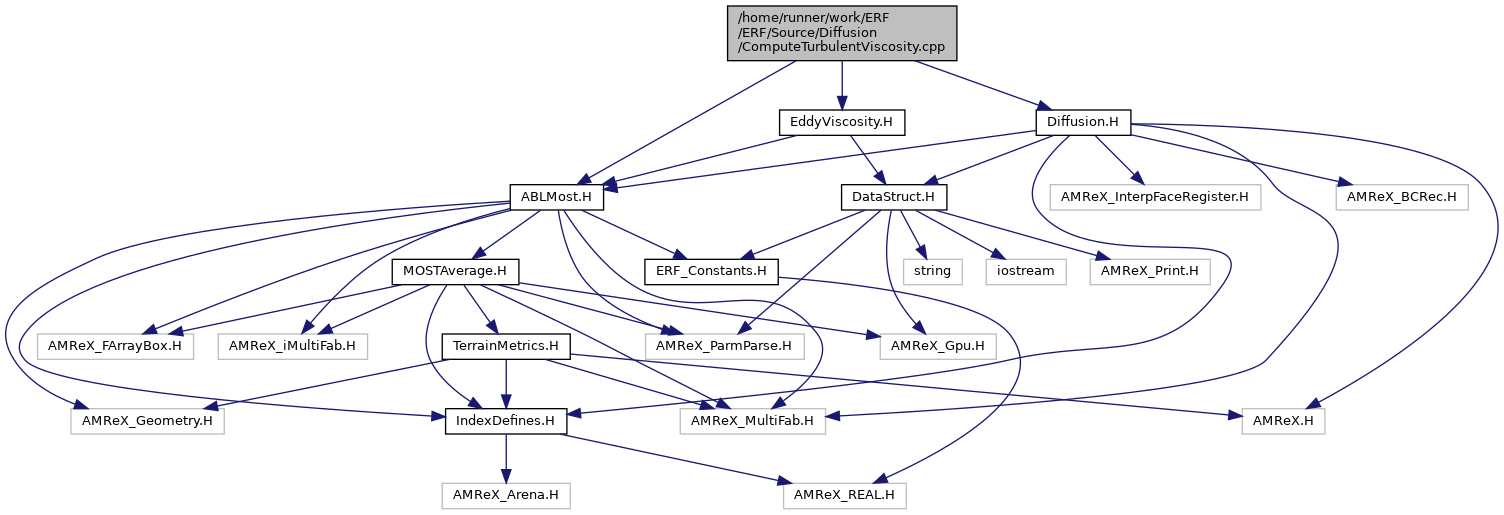 /home/runner/work/ERF
/ERF/Source/Diffusion
/ComputeTurbulentViscosity.cpp
EddyViscosity.H
Diffusion.H
ABLMost.H
DataStruct.H
AMReX_InterpFaceRegister.H
AMReX_BCRec.H
MOSTAverage.H
ERF_Constants.H
string
iostream
AMReX_Print.H
AMReX_FArrayBox.H
AMReX_iMultiFab.H
TerrainMetrics.H
AMReX_ParmParse.H
AMReX_Gpu.H
AMReX_Geometry.H
IndexDefines.H
AMReX_MultiFab.H
AMReX.H
AMReX_Arena.H
AMReX_REAL.H